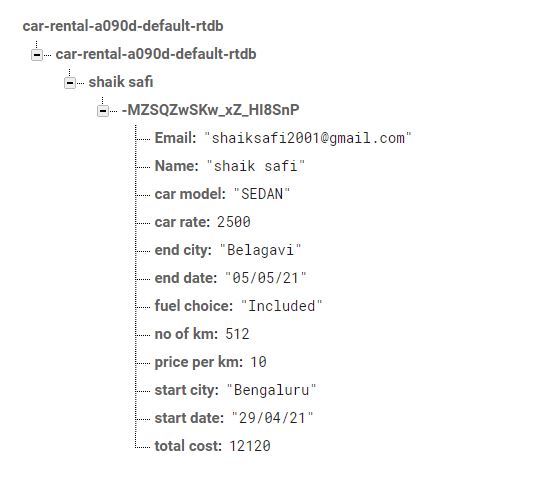 car-rental-a090d-default-rtdb
car-rental-a090d-default-rtdb
shaik safi
-MZSQZwSKw_xZ_HI8SnP
Email: "shaiksafi2001@gmail.com"
Name: "shaik safi"
car model: "SEDAN"
car rate: 2500
end city: "Belagavi"
end date: "05/05/21"
fuel choice: "Included"
no of km: 512
price per km: 10
start city: "Bengaluru"
start date: "29/04/21"
total cost: 12120